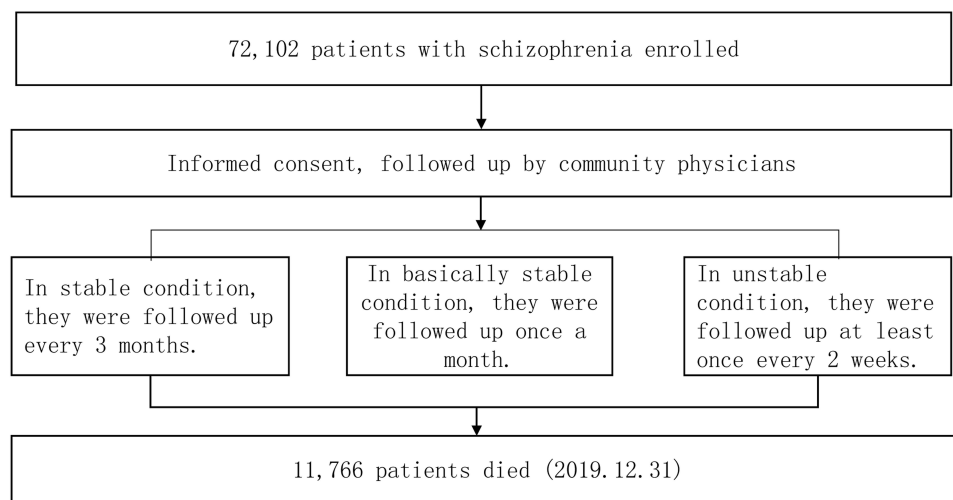 72,102 patients with schizophrenia enrolled
Informed consent, followed up by community physicians
In stable condition,
they were followed up
every 3 months.
In basically stable
condition, they were
followed up once a
month.
In unstable
condition, they were
followed up at least
once every 2 weeks.
11,766 patients died (2019.12.31)